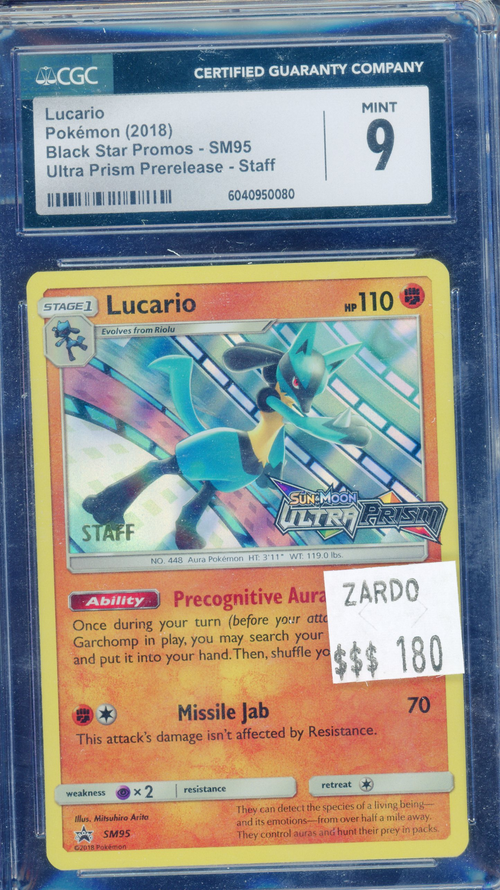 CGC
CERTIFIED GUARANTY COMPANY
Lucario
Pokémon (2018)
Black Star Promos - SM95
Ultra Prism Prerelease - Staff
6040950080
MINT
9
STAGE 1
Lucario
HP 110
Evolves from Riolu
SUN & MOON
ULTRA PRISM
STAFF
NO. 448 Aura Pokémon HT: 3'11" WT: 119.0 lbs.
Ability Precognitive Aura
Once during your turn (before your
Garchomp in play, you may search your
and put it into your hand. Then, shuffle
ZARDO
$$$ 180
Missile Jab 70
This attack's damage isn't affected by Resistance.
weakness ×2 resistance retreat
Illus. Mitsuhiro Arita
SM95
©2018 Pokémon
They can detect the species of a living being—
and its emotions—from over half a mile away.
They control auras and hunt their prey in packs.